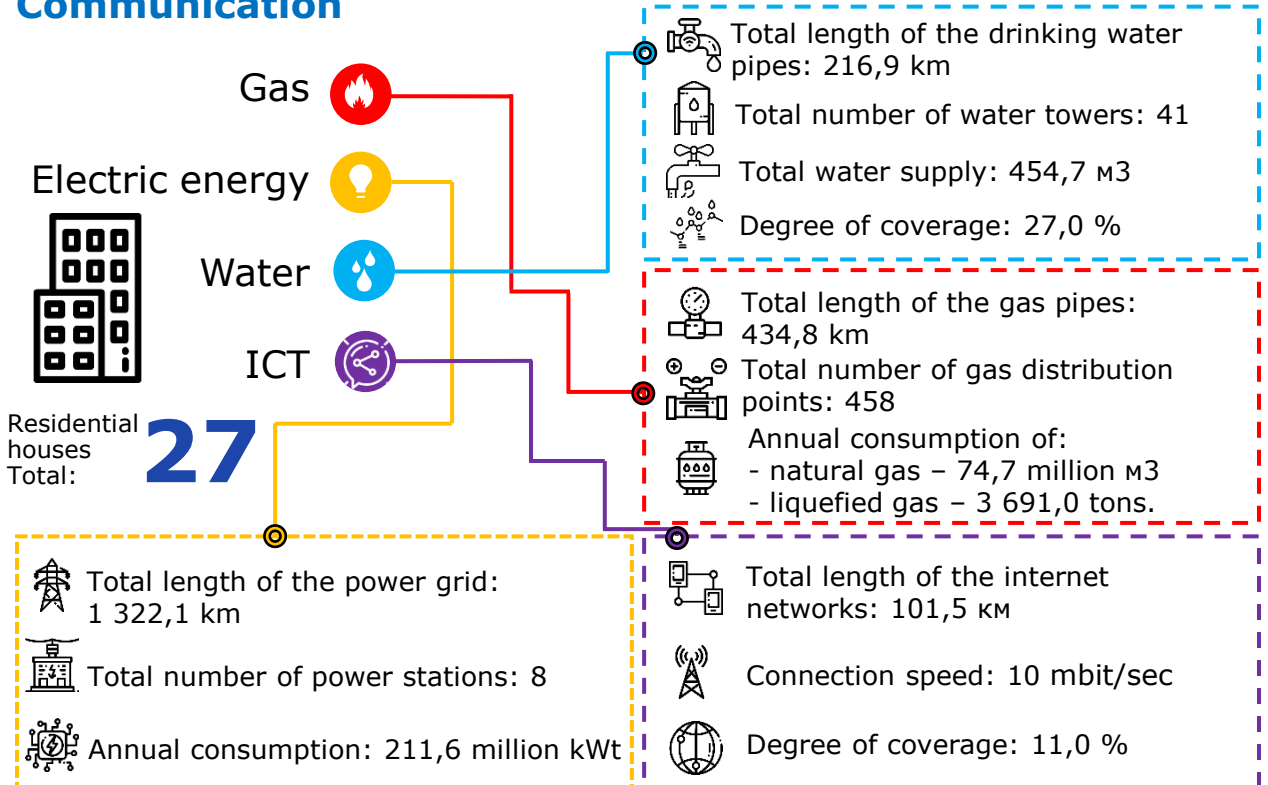 Communication
Gas
Electric energy
Water
ICT
Residential
houses
Total:
27
Total length of the drinking water
pipes: 216,9 km
Total number of water towers: 41
Total water supply: 454,7 м3
Degree of coverage: 27,0 %
Total length of the gas pipes:
434,8 km
Total number of gas distribution
points: 458
Annual consumption of:
- natural gas – 74,7 million м3
- liquefied gas – 3 691,0 tons.
Total length of the power grid:
1 322,1 km
Total number of power stations: 8
Annual consumption: 211,6 million kWt
Total length of the internet
networks: 101,5 км
Connection speed: 10 mbit/sec
Degree of coverage: 11,0 %